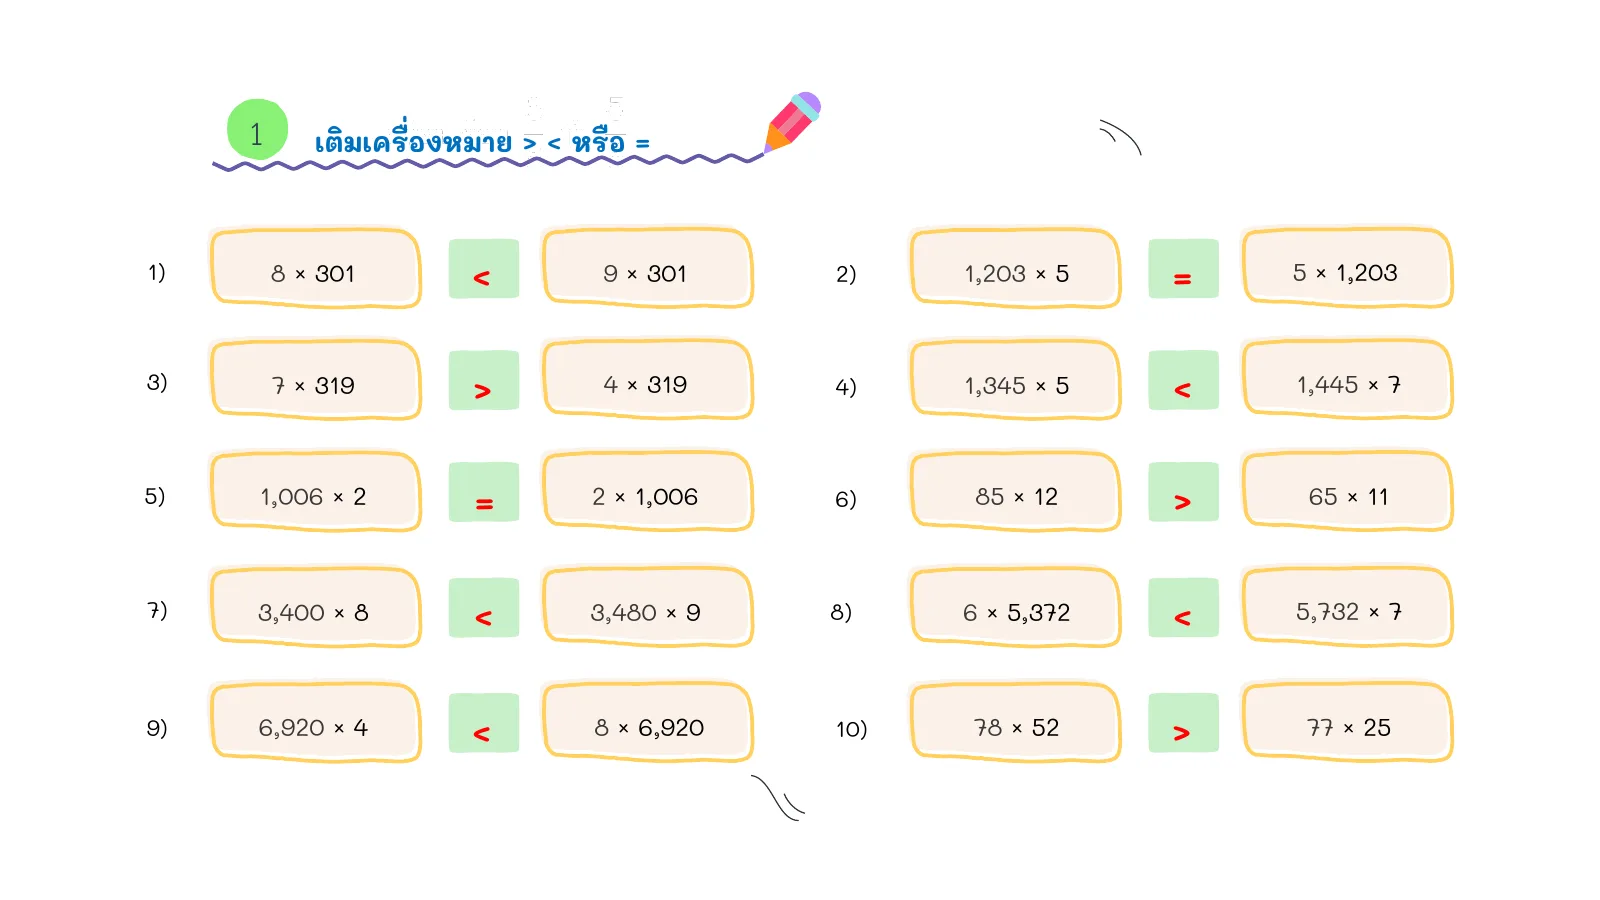 1 เติมเครื่องหมาย > < หรือ =
1) 8 × 301 < 9 × 301
2) 1,203 × 5 = 5 × 1,203
3) 7 × 319 > 4 × 319
4) 1,345 × 5 < 1,445 × 7
5) 1,006 × 2 = 2 × 1,006
6) 85 × 12 > 65 × 11
7) 3,400 × 8 < 3,480 × 9
8) 6 × 5,372 < 5,732 × 7
9) 6,920 × 4 < 8 × 6,920
10) 78 × 52 > 77 × 25